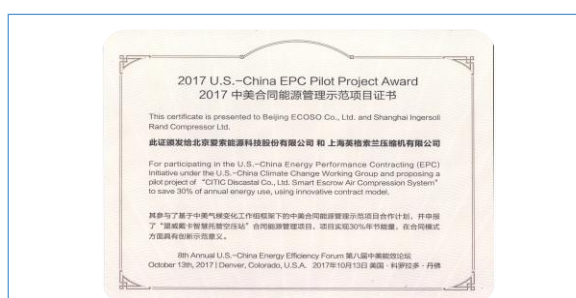 2017 U.S.-China EPC Pilot Project Award
2017 中美合同能源管理示范项目证书
This certificate is presented to Beijing ECOSO Co., Ltd. and Shanghai Ingersoll
Rand Compressor Ltd.
此证颁发给北京爱索能源科技股份有限公司 和 上海英格索兰压缩机有限公司
For participating in the U.S.-China Energy Performance Contracting (EPC)
Initiative under the U.S.-China Climate Change Working Group and proposing a
pilot project of “CITIC Discastal Co., Ltd. Smart Escrow Air Compression System”
to save 30% of annual energy use, using innovative contract model.
其参与了基于中美气候变化工作组框架下的中美合同能源管理示范项目合作计划，并申报
了“盟威戴卡智慧托管空压站”合同能源管理项目，项目实现30%年节能量，在合同模式
方面具有创新示范意义。
8th Annual U.S.-China Energy Efficiency Forum 第八届中美能效论坛
October 13th, 2017 | Denver, Colorado, U.S.A. 2017年10月13日 美国·科罗拉多·丹佛